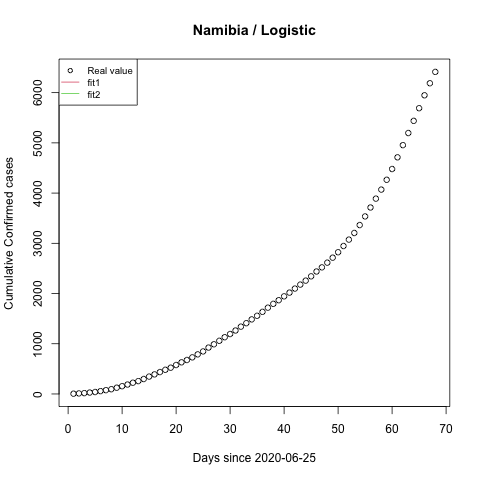 Namibia / Logistic
Real value
fit1
fit2
Cumulative Confirmed cases
6000
5000
4000
3000
2000
1000
0
0 10 20 30 40 50 60 70
Days since 2020-06-25